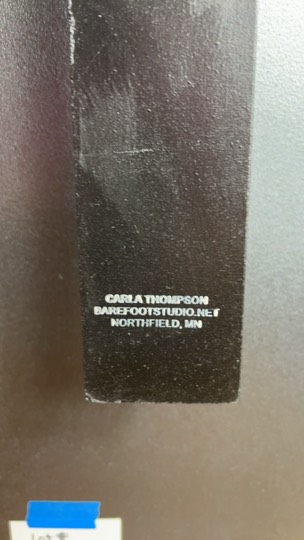 CARLA THOMPSON
BAREFOOTSTUDIO.NET
NORTHFIELD, MN